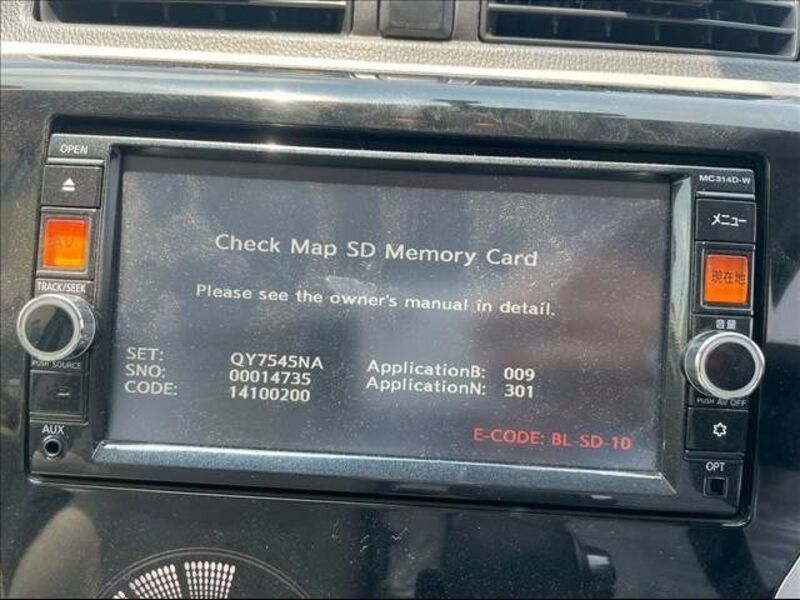 OPEN
MC314D-W
メニュー
AV
現在地
TRACK/SEEK
音量
PUSH SOURCE
PUSH AV OFF
AUX
OPT
Check Map SD Memory Card
Please see the owner's manual in detail.
SET: QY7545NA ApplicationB: 009
SNO: 00014735 ApplicationN: 301
CODE: 14100200
E-CODE: BL-SD-10